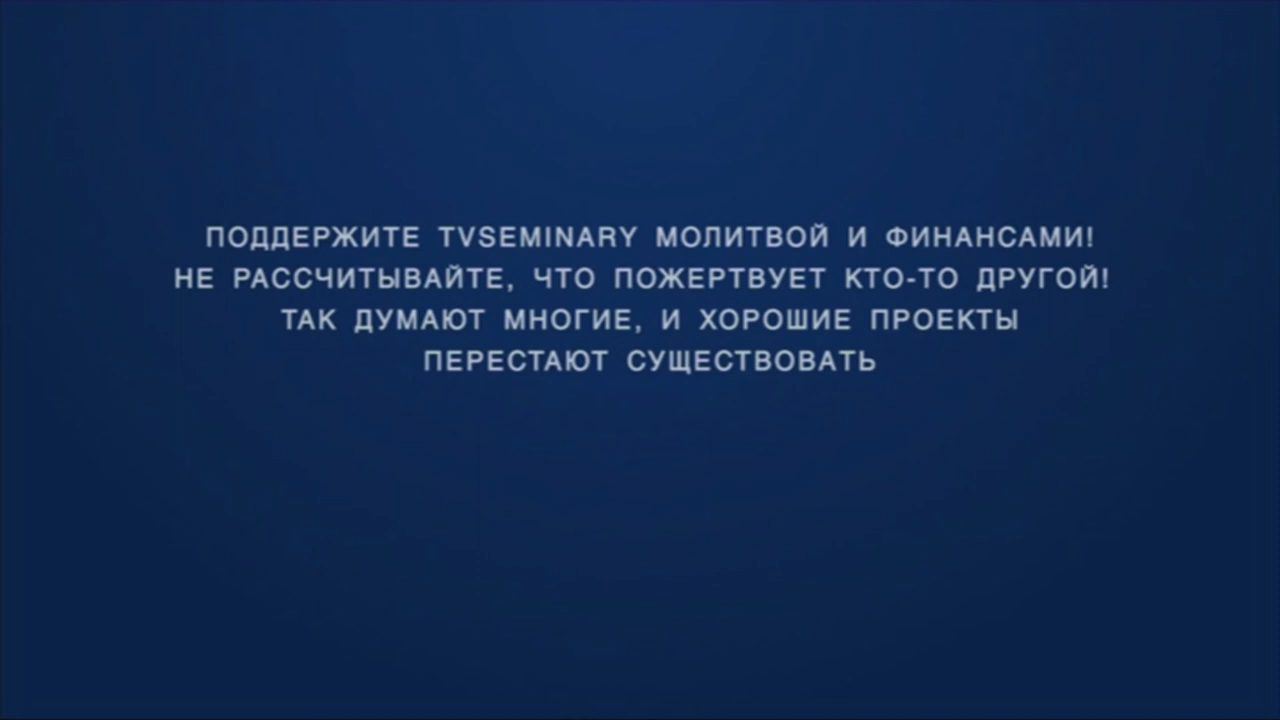 ПОДДЕРЖИТЕ TVSEMINARY МОЛИТВОЙ И ФИНАНСАМИ!
НЕ РАССЧИТЫВАЙТЕ, ЧТО ПОЖЕРТВУЕТ КТО-ТО ДРУГОЙ!
ТАК ДУМАЮТ МНОГИЕ, И ХОРОШИЕ ПРОЕКТЫ
ПЕРЕСТАЮТ СУЩЕСТВОВАТЬ